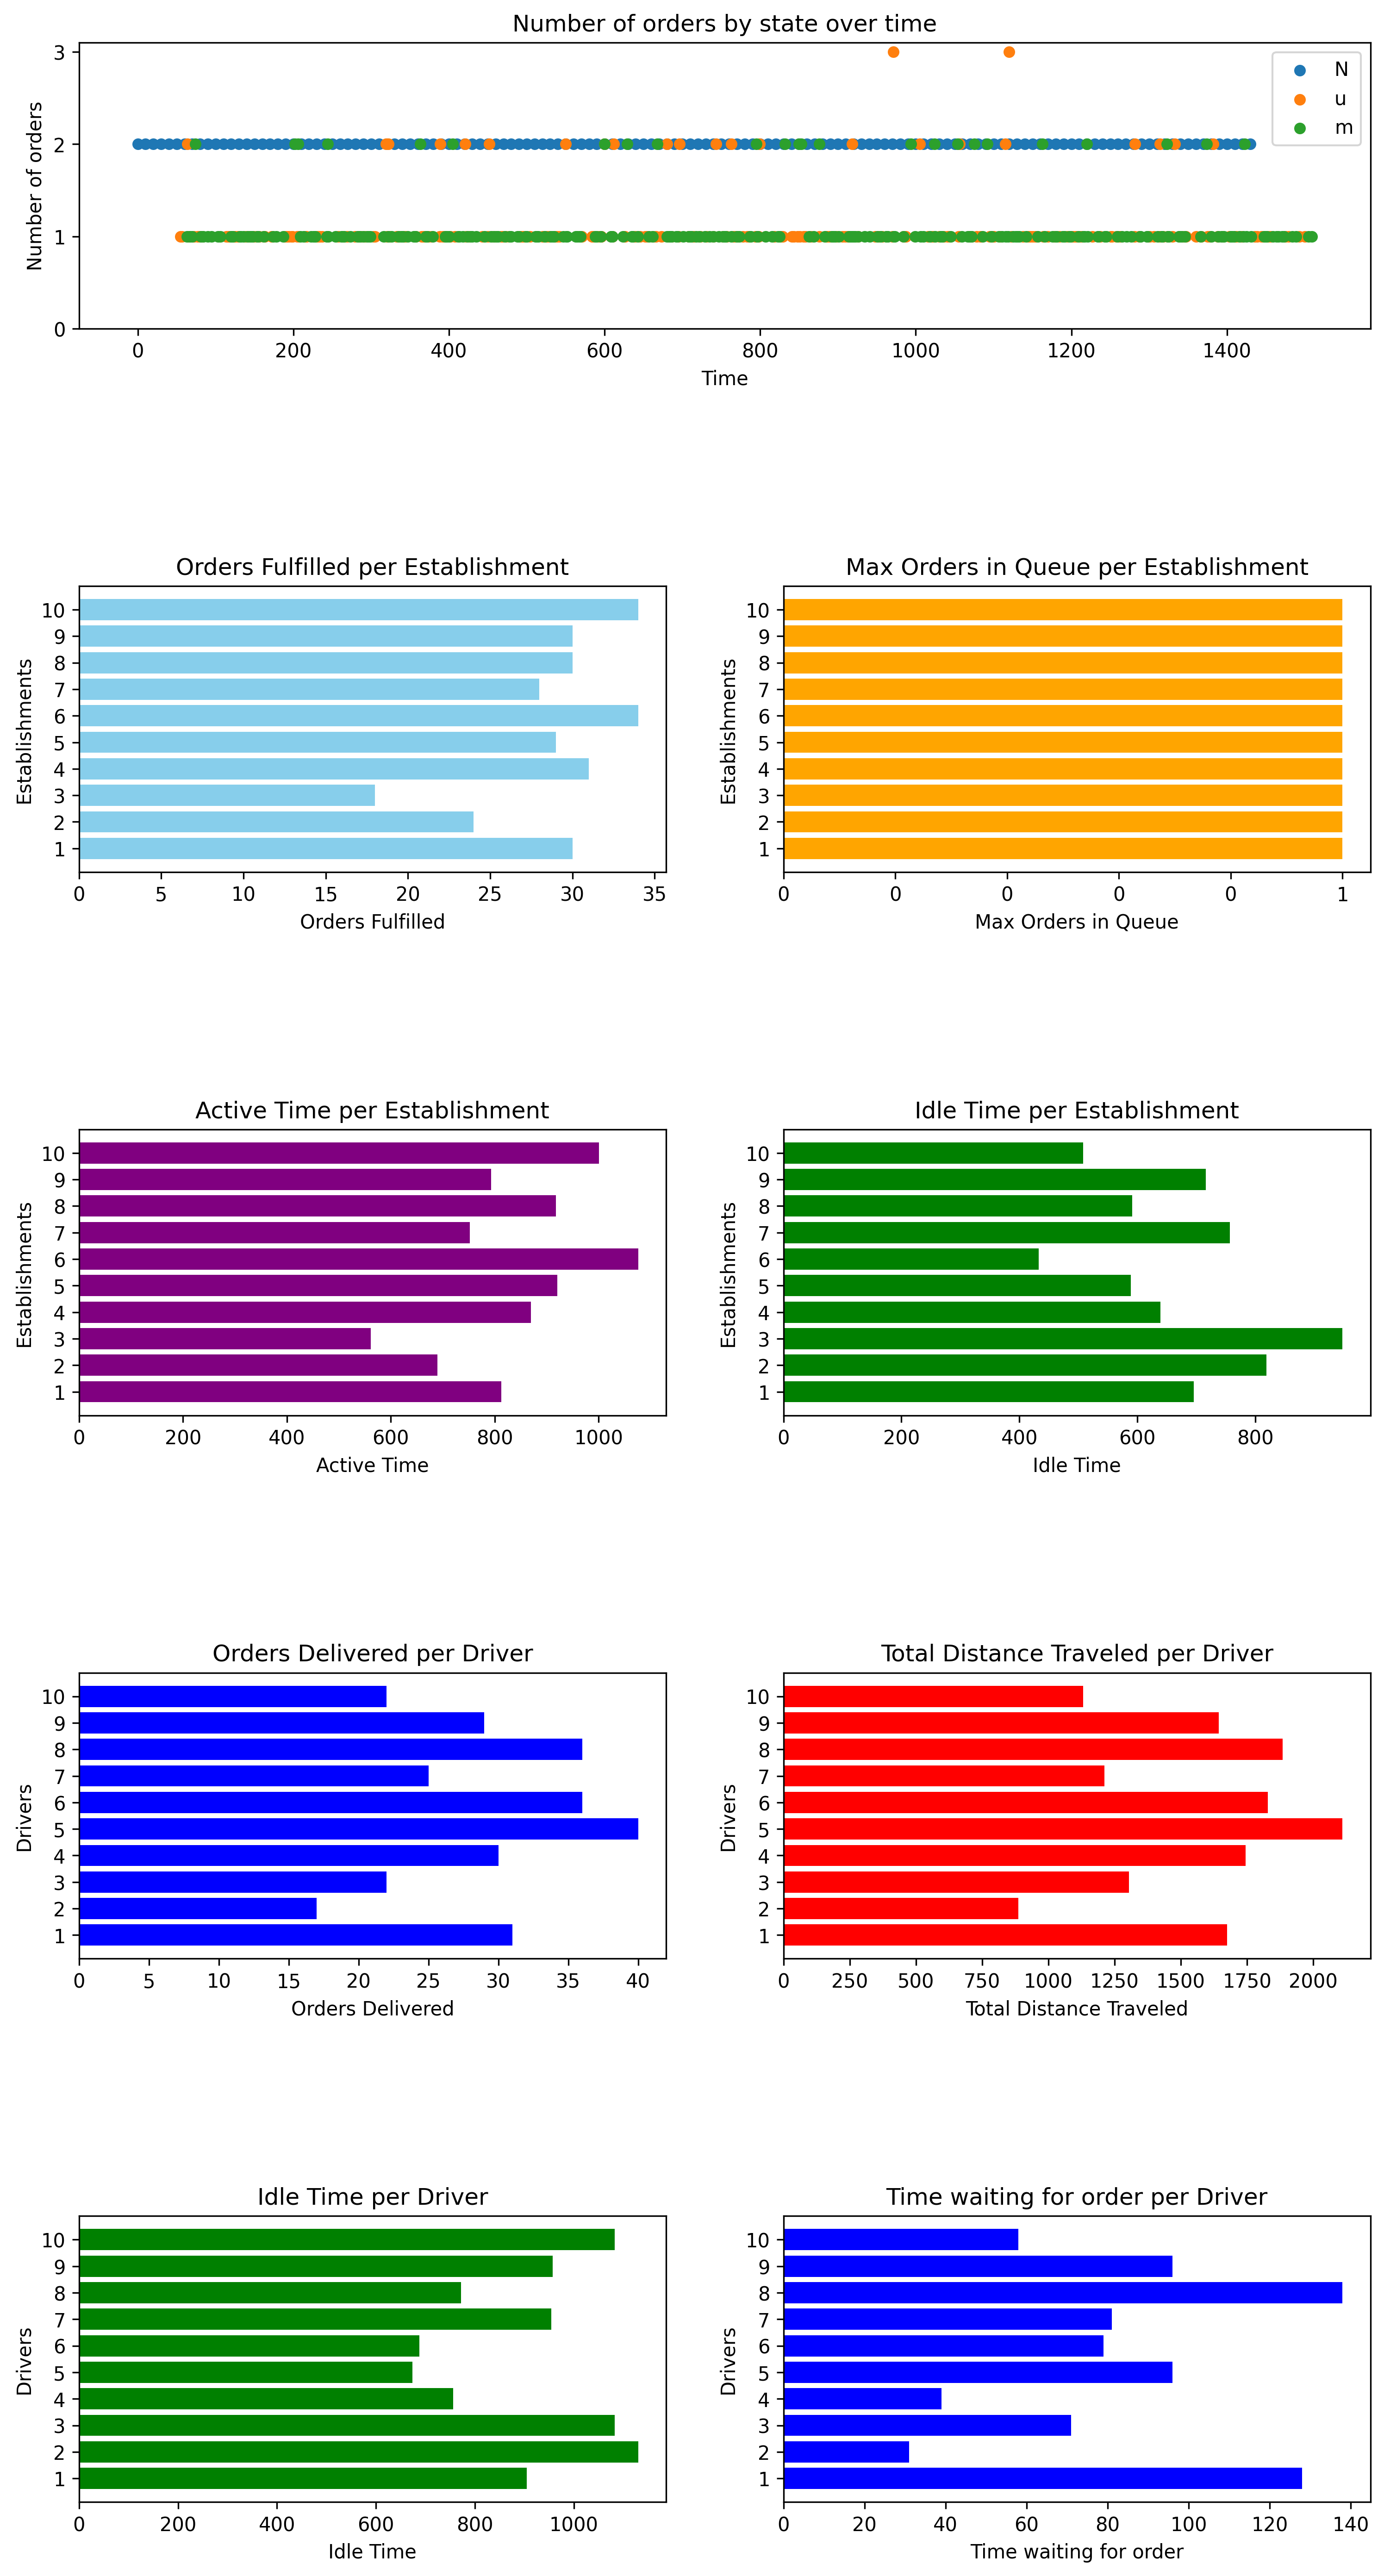 Number of orders by state over time
Number of orders
3
2
1
0
N
u
m
0 200 400 600 800 1000 1200 1400
Time
Orders Fulfilled per Establishment
Establishments
10
9
8
7
6
5
4
3
2
1
0 5 10 15 20 25 30 35
Orders Fulfilled
Max Orders in Queue per Establishment
Establishments
10
9
8
7
6
5
4
3
2
1
0 0 0 0 0 1
Max Orders in Queue
Active Time per Establishment
Establishments
10
9
8
7
6
5
4
3
2
1
0 200 400 600 800 1000
Active Time
Idle Time per Establishment
Establishments
10
9
8
7
6
5
4
3
2
1
0 200 400 600 800
Idle Time
Orders Delivered per Driver
Drivers
10
9
8
7
6
5
4
3
2
1
0 5 10 15 20 25 30 35 40
Orders Delivered
Total Distance Traveled per Driver
Drivers
10
9
8
7
6
5
4
3
2
1
0 250 500 750 1000 1250 1500 1750 2000
Total Distance Traveled
Idle Time per Driver
Drivers
10
9
8
7
6
5
4
3
2
1
0 200 400 600 800 1000
Idle Time
Time waiting for order per Driver
Drivers
10
9
8
7
6
5
4
3
2
1
0 20 40 60 80 100 120 140
Time waiting for order